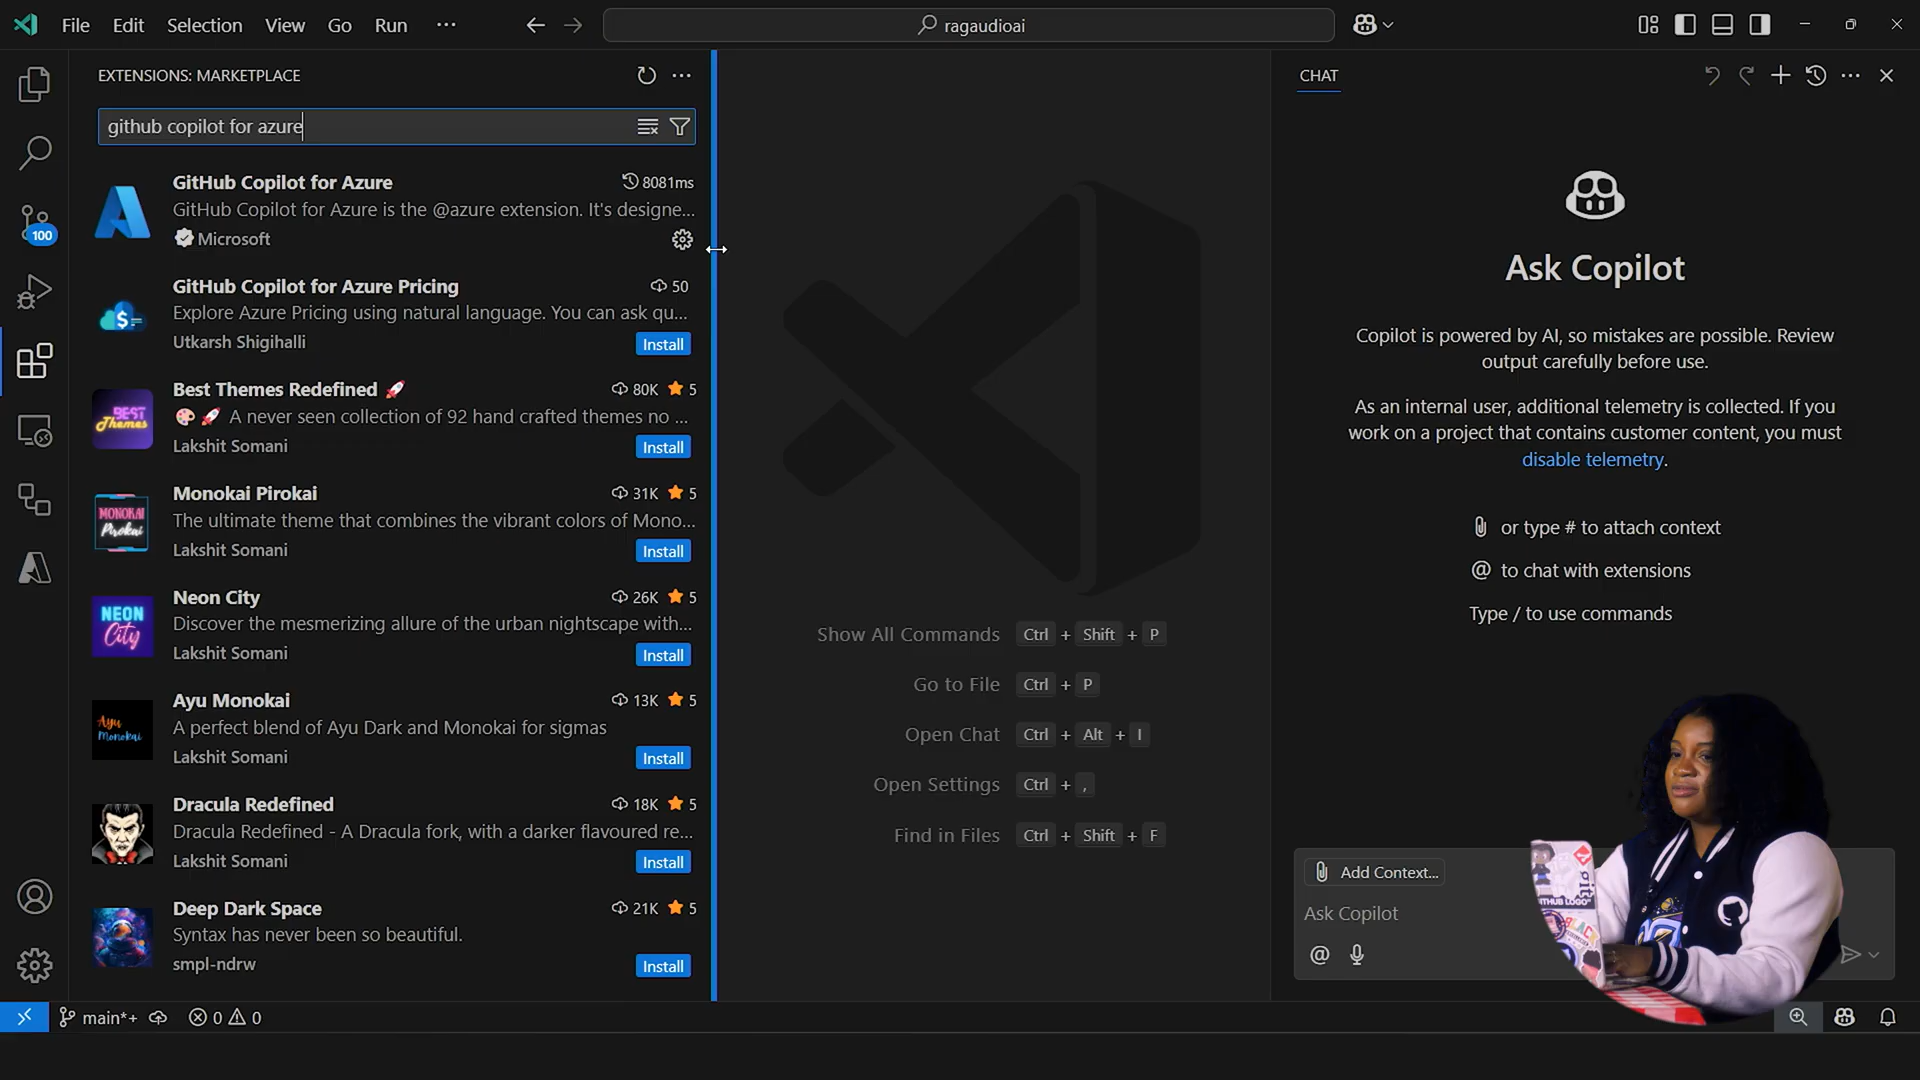 File Edit Selection View Go Run ...
ragaudioai
EXTENSIONS: MARKETPLACE
github copilot for azure
GitHub Copilot for Azure 8081ms
GitHub Copilot for Azure is the @azure extension. It's designe...
Microsoft
GitHub Copilot for Azure Pricing 50
Explore Azure Pricing using natural language. You can ask qu...
Utkarsh Shigihalli Install
BEST Themes
Best Themes Redefined 🚀 80K 5
🎨 🚀 A never seen collection of 92 hand crafted themes no ...
Lakshit Somani Install
MONOKAI Pirokai
Monokai Pirokai 31K 5
The ultimate theme that combines the vibrant colors of Mono...
Lakshit Somani Install
NEON City
Neon City 26K 5
Discover the mesmerizing allure of the urban nightscape with...
Lakshit Somani Install
Ayu Monokai
Ayu Monokai 13K 5
A perfect blend of Ayu Dark and Monokai for sigmas
Lakshit Somani Install
Dracula Redefined 18K 5
Dracula Redefined - A Dracula fork, with a darker flavoured re...
Lakshit Somani Install
Deep Dark Space 21K 5
Syntax has never been so beautiful.
smpl-ndrw Install
100
Show All Commands Ctrl + Shift + P
Go to File Ctrl + P
Open Chat Ctrl + Alt + I
Open Settings Ctrl + ,
Find in Files Ctrl + Shift + F
CHAT
Ask Copilot
Copilot is powered by AI, so mistakes are possible. Review
output carefully before use.
As an internal user, additional telemetry is collected. If you
work on a project that contains customer content, you must
disable telemetry.
or type # to attach context
@ to chat with extensions
Type / to use commands
Add Context...
Ask Copilot
@
main*+ 0 0